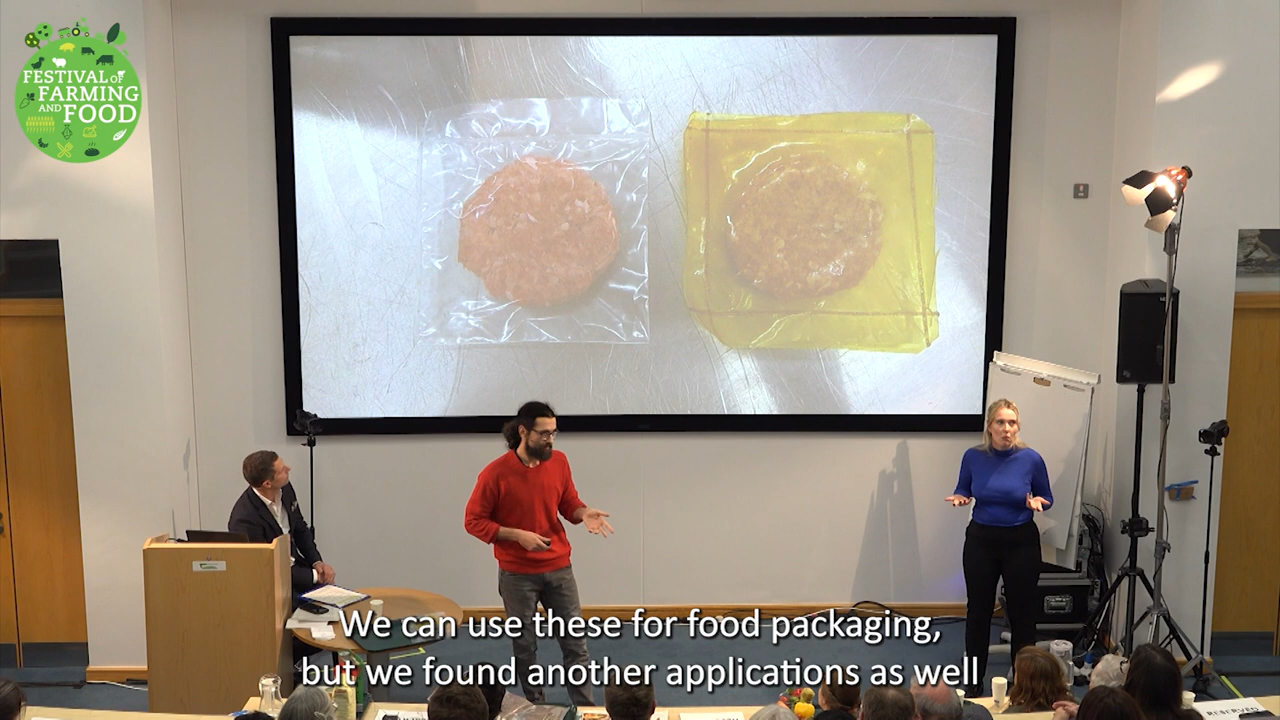 FESTIVAL OF
FARMING
AND FOOD
We can use these for food packaging,
but we found another applications as well
RESERVED